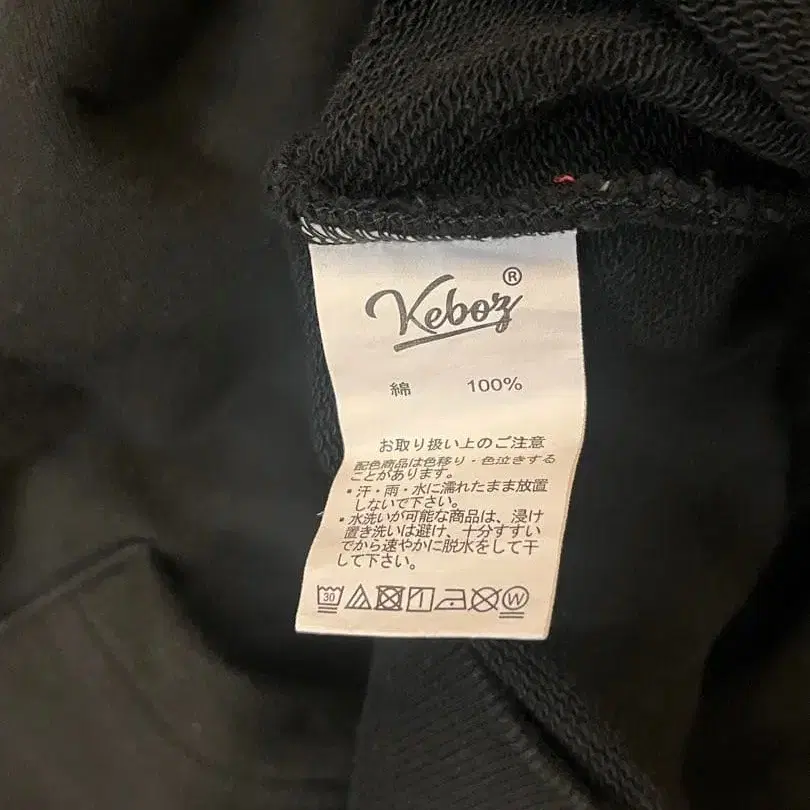 Keboz®
綿 100%
お取り扱い上のご注意
配色商品は色移り・色泣きする
ことがあります。
・汗・雨・水に濡れたまま放置
しないで下さい。
・水洗いが可能な商品は、浸け
置き洗いは避け、十分すすい
でから速やかに脱水をして干
して下さい。
30 W